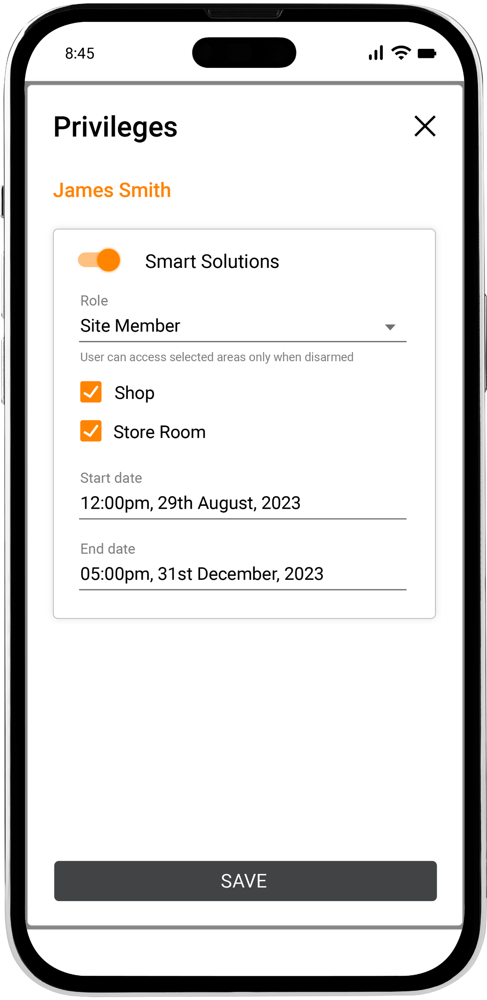 8:45
Privileges
James Smith
Smart Solutions
Role
Site Member
User can access selected areas only when disarmed
Shop
Store Room
Start date
12:00pm, 29th August, 2023
End date
05:00pm, 31st December, 2023
SAVE